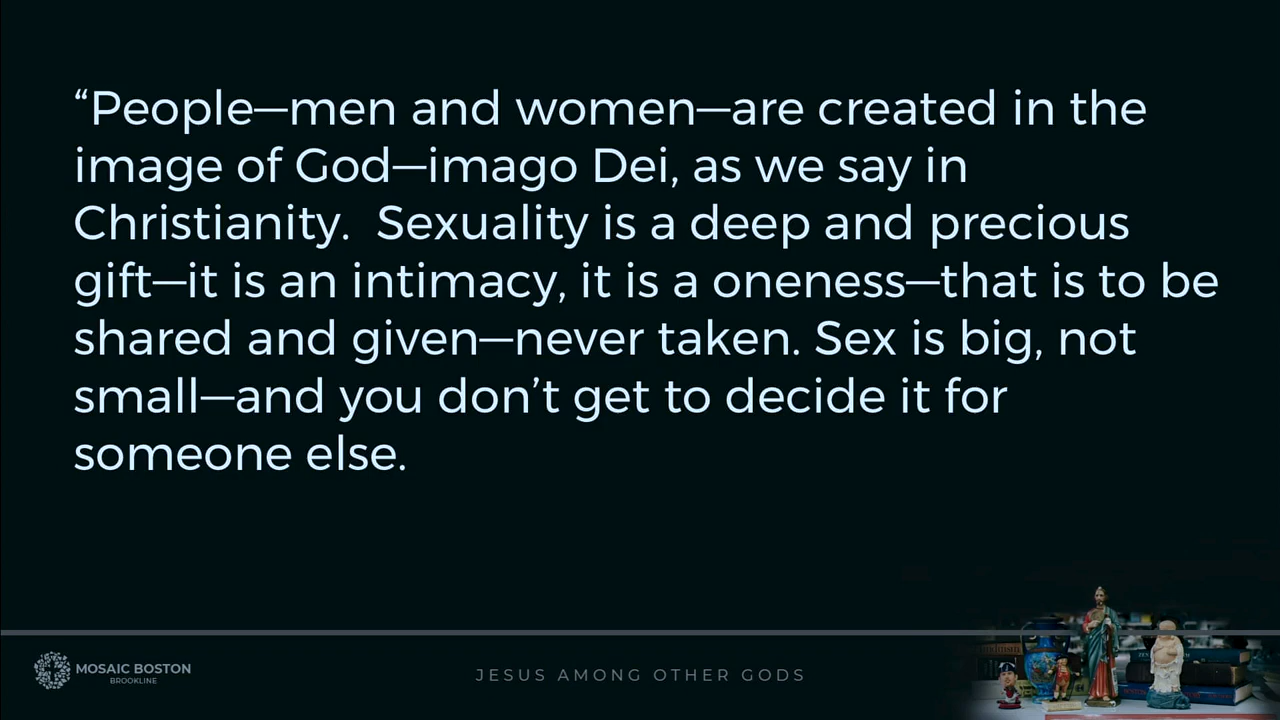 “People—men and women—are created in the
image of God—imago Dei, as we say in
Christianity.  Sexuality is a deep and precious
gift—it is an intimacy, it is a oneness—that is to be
shared and given—never taken. Sex is big, not
small—and you don’t get to decide it for
someone else.
MOSAIC BOSTON
BROOKLINE
JESUS AMONG OTHER GODS